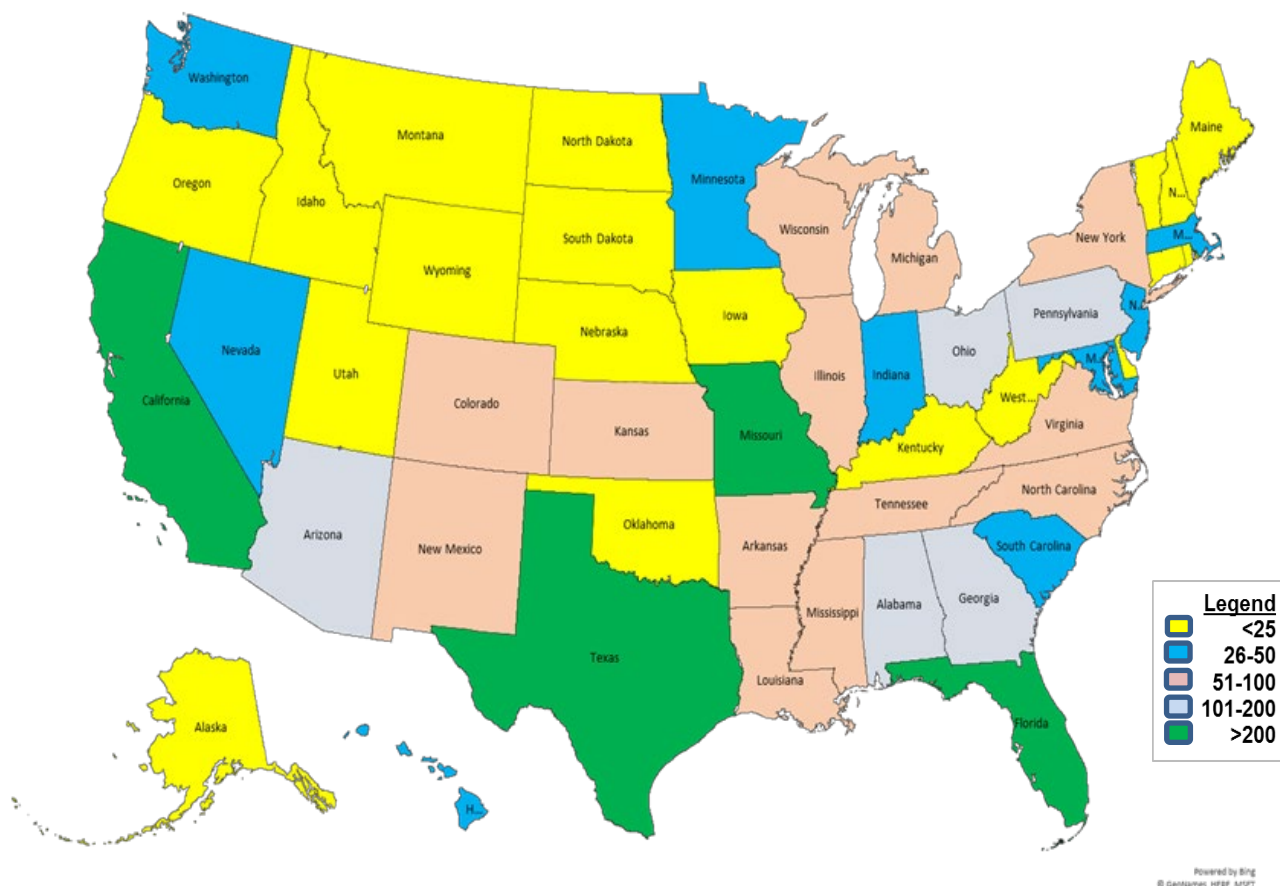 Washington
Montana
North Dakota
Minnesota
Maine
Oregon
Idaho
South Dakota
Wisconsin
Michigan
New York
N...
M...
Wyoming
Nebraska
Iowa
Pennsylvania
N...
Nevada
Utah
Illinois
Indiana
Ohio
M...
California
Colorado
Kansas
Missouri
West...
Virginia
Kentucky
Arizona
New Mexico
Oklahoma
Arkansas
Tennessee
North Carolina
South Carolina
Mississippi
Alabama
Georgia
Texas
Louisiana
Florida
Alaska
H...
Legend
<25
26-50
51-100
101-200
>200
Powered by Bing
© GeoNames, HERE, MSFT